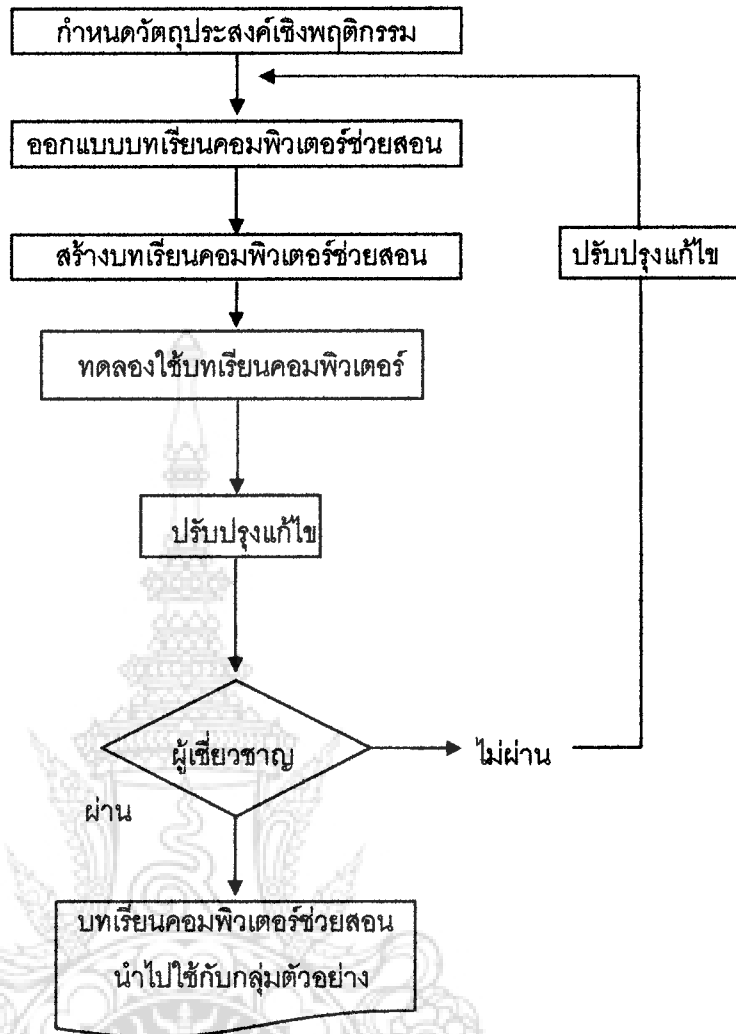 กำหนดวัตถุประสงค์เชิงพฤติกรรม
ออกแบบบทเรียนคอมพิวเตอร์ช่วยสอน
สร้างบทเรียนคอมพิวเตอร์ช่วยสอน
ปรับปรุงแก้ไข
ทดลองใช้บทเรียนคอมพิวเตอร์
ปรับปรุงแก้ไข
ผู้เชี่ยวชาญ
ไม่ผ่าน
ผ่าน
บทเรียนคอมพิวเตอร์ช่วยสอน
นำไปใช้กับกลุ่มตัวอย่าง